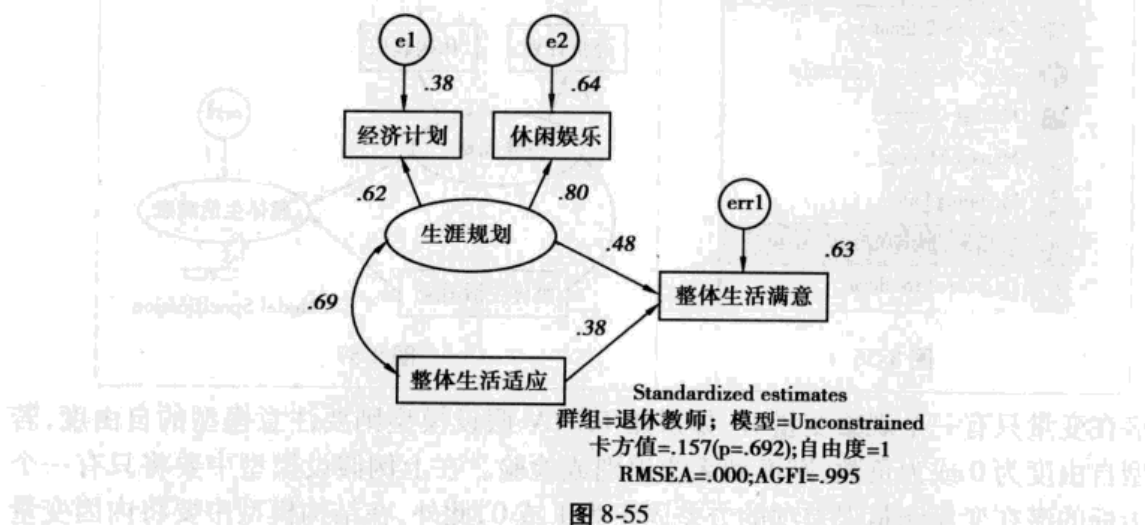 e1
e2
.38
.64
经济计划
休闲娱乐
.62
.80
err1
生涯规划
.48
.63
整体生活满意
.69
.38
整体生活适应
Standardized estimates
群组=退休教师；模型=Unconstrained
卡方值=.157(p=.692);自由度=1
RMSEA=.000;AGFI=.995
图 8-55